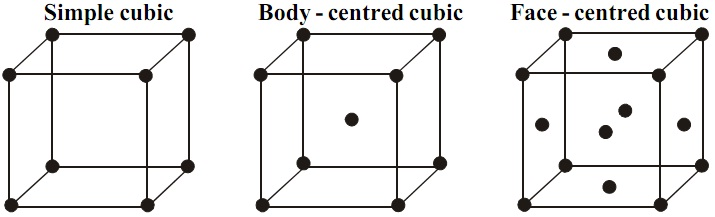 Simple cubic
Body - centred cubic
Face - centred cubic